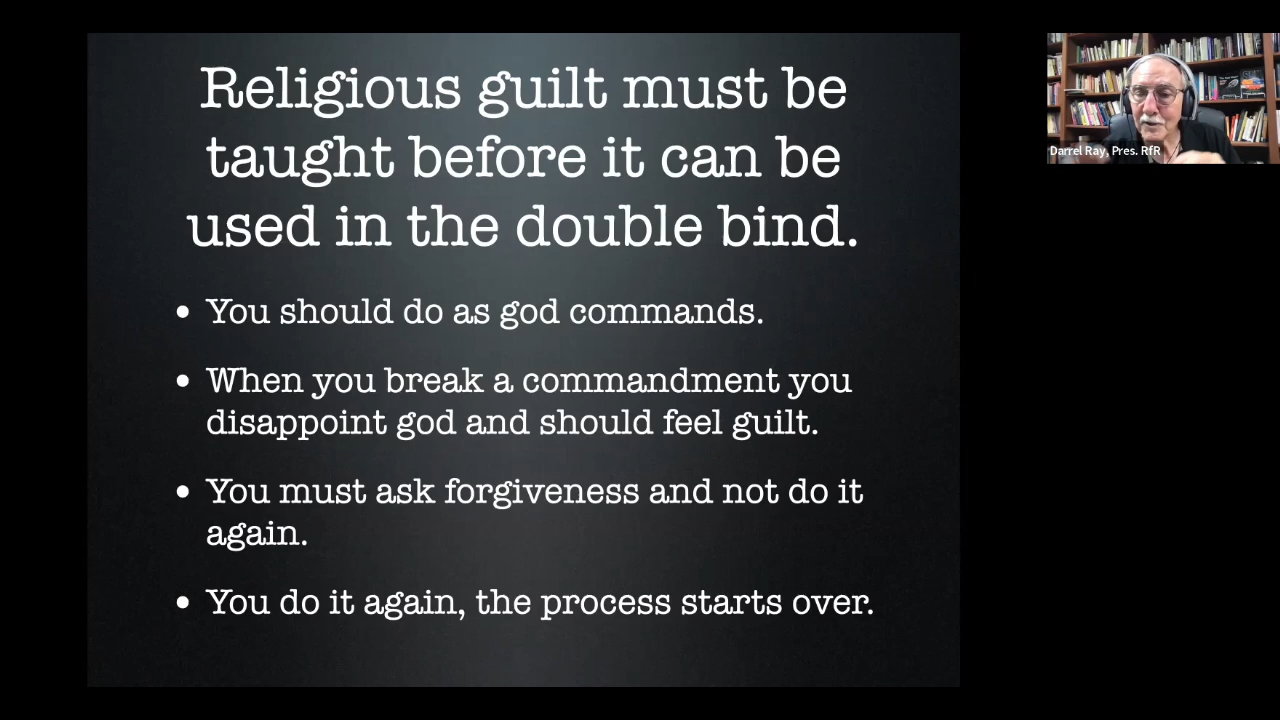 Religious guilt must be
taught before it can be
used in the double bind.
• You should do as god commands.
• When you break a commandment you
disappoint god and should feel guilt.
• You must ask forgiveness and not do it
again.
• You do it again, the process starts over.
Darrel Ray, Pres. RfR